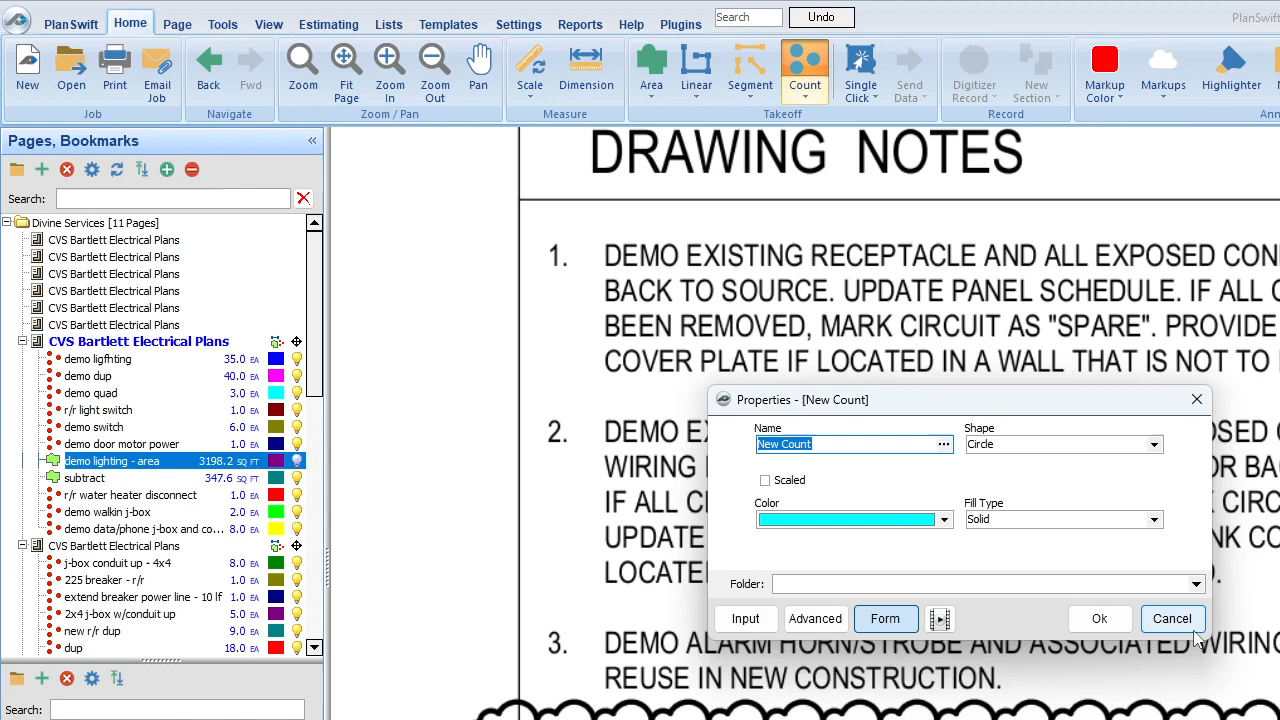 PlanSwift Home Page Tools View Estimating Lists Templates Settings Reports Help Plugins Search Undo
New Open Print Email Job
Back Fwd
Zoom Fit Page Zoom In Zoom Out Pan
Scale Dimension
Area Linear Segment Count Single Click Send Data
Digitizer Record New Section
Markup Color Markups Highlighter
Job Navigate Zoom / Pan Measure Takeoff Record
Pages, Bookmarks
Search:
Divine Services [11 Pages]
CVS Bartlett Electrical Plans
CVS Bartlett Electrical Plans
CVS Bartlett Electrical Plans
CVS Bartlett Electrical Plans
CVS Bartlett Electrical Plans
CVS Bartlett Electrical Plans
CVS Bartlett Electrical Plans
demo ligfhting 35.0 EA
demo dup 40.0 EA
demo quad 3.0 EA
r/r light switch 1.0 EA
demo switch 6.0 EA
demo door motor power 1.0 EA
demo lighting - area 3198.2 SQ FT
subtract 347.6 SQ FT
r/r water heater disconnect 1.0 EA
demo walkin j-box 2.0 EA
demo data/phone j-box and co... 8.0 EA
CVS Bartlett Electrical Plans
j-box conduit up - 4x4 8.0 EA
225 breaker - r/r 1.0 EA
extend breaker power line - 10 lf 1.0 EA
2x4 j-box w/conduit up 5.0 EA
new r/r dup 9.0 EA
dup 18.0 EA
Search:
DRAWING NOTES
1. DEMO EXISTING RECEPTACLE AND ALL EXPOSED
BACK TO SOURCE. UPDATE PANEL SCHEDULE. IF ALL
BEEN REMOVED, MARK CIRCUIT AS "SPARE". PROVIDE
COVER PLATE IF LOCATED IN A WALL THAT IS NOT TO
2. DEMO
WIRING
IF ALL
UPDATE
3. DEMO ALARM HORN/STROBE AND ASSOCIATED WIRING
REUSE IN NEW CONSTRUCTION.
Properties - [New Count]
Name Shape
New Count ... Circle
Scaled
Color Fill Type
Solid
Folder:
Input Advanced Form Ok Cancel